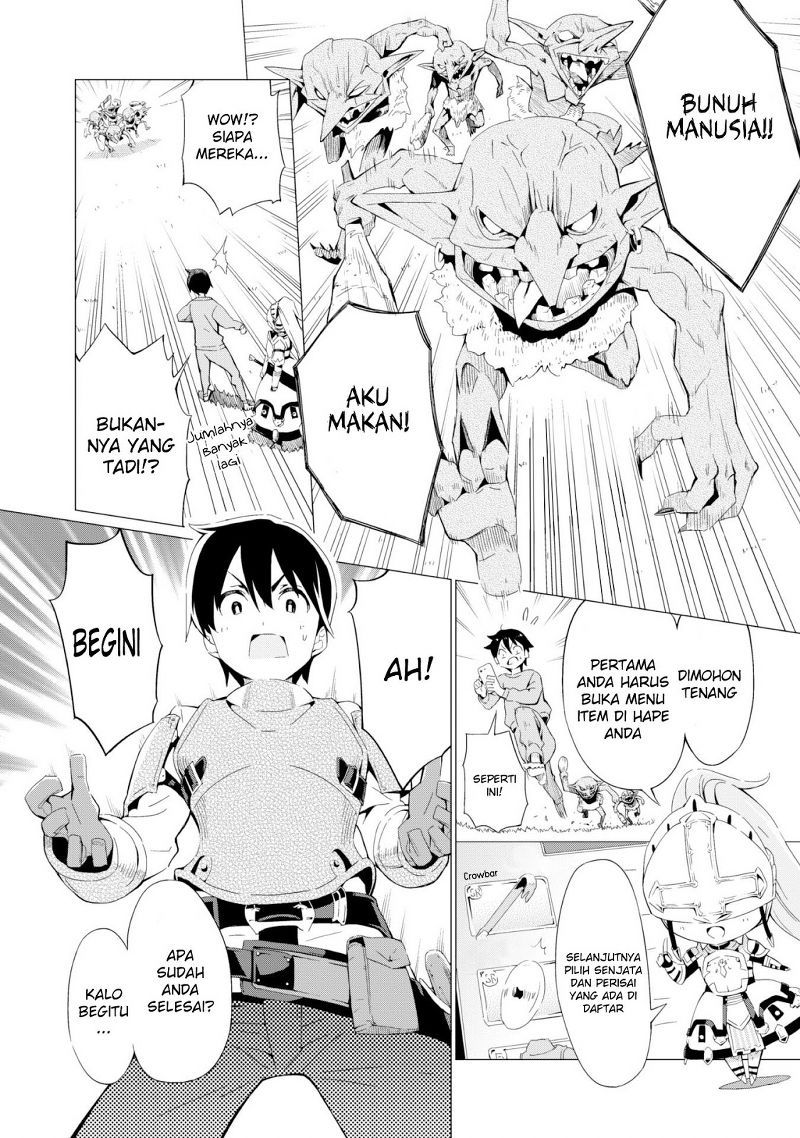 BUNUH
MANUSIA!!
WOW!?
SIAPA
MEREKA...
AKU
MAKAN!
BUKAN-
NYA YANG
TADI!?
Jumlahnya
Banyak
lagi
DIMOHON
TENANG
PERTAMA
ANDA HARUS
BUKA MENU
ITEM DI HAPE
ANDA
SEPERTI
INI!
Crowbar
SELANJUTNYA
PILIH SENJATA
DAN PERISAI
YANG ADA DI
DAFTAR
AH!
BEGINI
APA
SUDAH
ANDA
SELESAI?
KALO
BEGITU
...